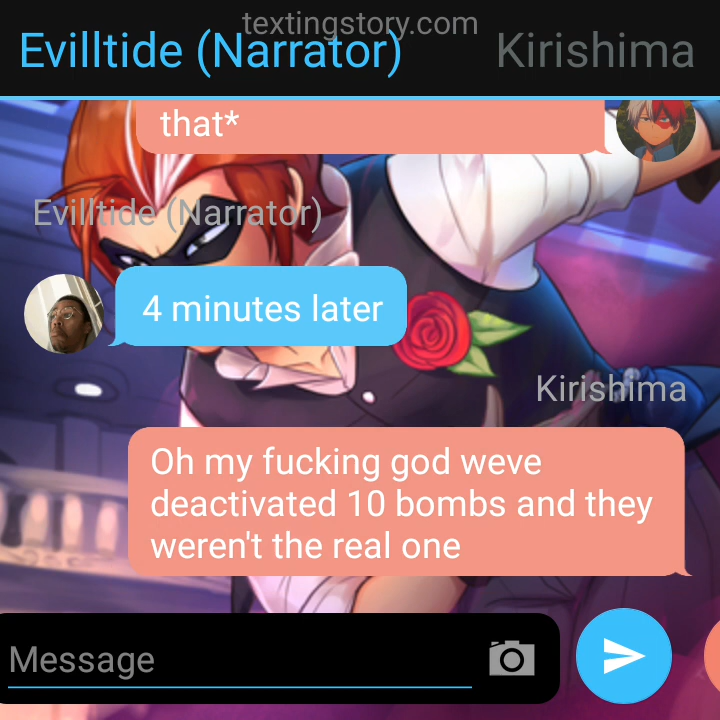 textingstory.com
Evilltide (Narrator) Kirishima
that*
Evilltide (Narrator)
4 minutes later
Kirishima
Oh my fucking god weve
deactivated 10 bombs and they
weren't the real one
Message